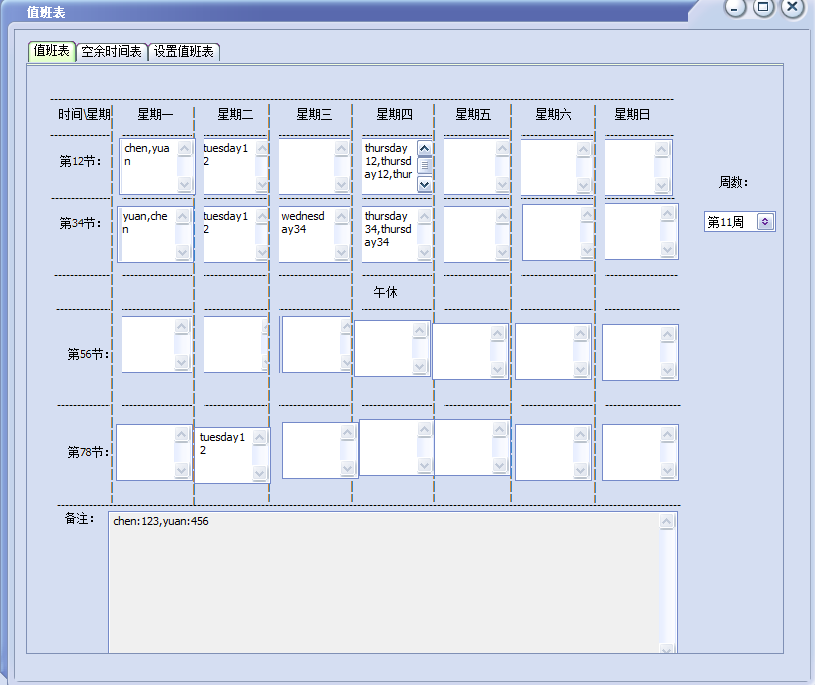 值班表
值班表 空余时间表 设置值班表
时间\星期 星期一 星期二 星期三 星期四 星期五 星期六 星期日
第12节：
chen,yua
n
tuesday1
2
thursday
12,thursd
ay12,thur
周数：
第11周
第34节：
yuan,che
n
tuesday1
2
wednesd
ay34
thursday
34,thursd
ay34
午休
第56节：
第78节：
tuesday1
2
备注：
chen:123,yuan:456